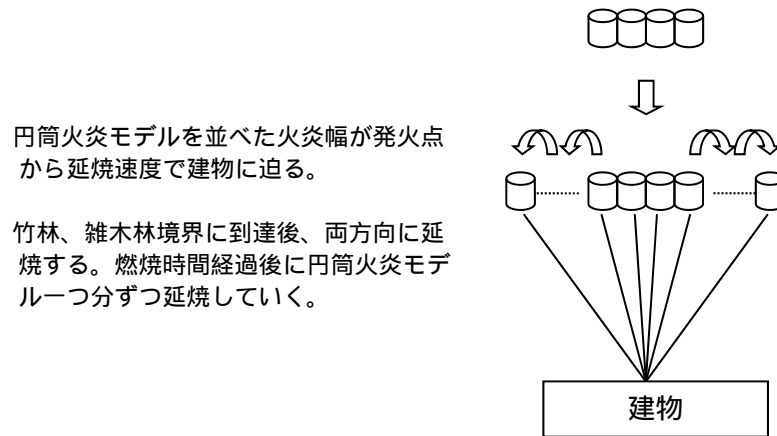 円筒火炎モデルを並べた火炎幅が発火点
から延焼速度で建物に迫る。
竹林、雑木林境界に到達後、両方向に延
焼する。燃焼時間経過後に円筒火炎モデ
ル一つ分ずつ延焼していく。
建物